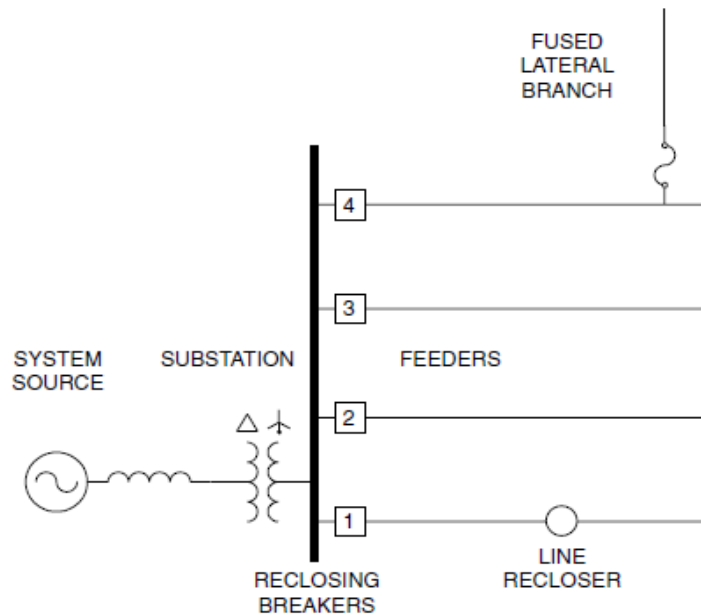 FUSED
LATERAL
BRANCH
4
3
SYSTEM
SOURCE
SUBSTATION
FEEDERS
2
1
LINE
RECLOSER
RECLOSING
BREAKERS